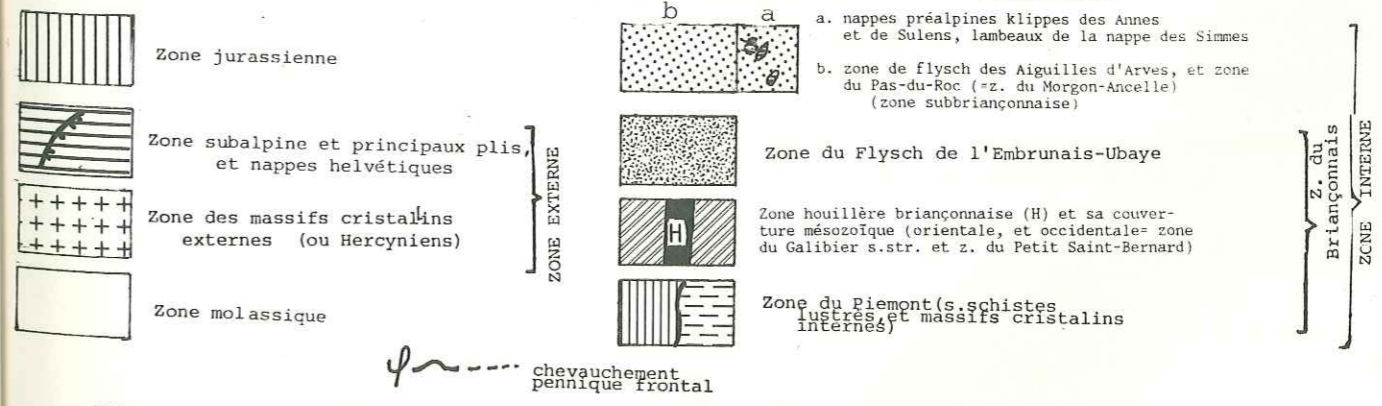 Zone jurassienne
Zone subalpine et principaux plis,
et nappes helvétiques
Zone des massifs cristallins
externes (ou Hercyniens)
ZONE EXTERNE
Zone molassique
φ
chevauchement
pennique frontal
b a
a. nappes préalpines klippes des Annes
et de Sulens, lambeaux de la nappe des Simmes
b. zone de flysch des Aiguilles d'Arves, et zone
du Pas-du-Roc (=z. du Morgon-Ancelle)
(zone subbriançonnaise)
Zone du Flysch de l'Embrunais-Ubaye
H
Zone houillère briançonnaise (H) et sa couver-
ture mésozoïque (orientale, et occidentale= zone
du Galibier s.str. et z. du Petit Saint-Bernard)
Zone du Piemont(s.schistes
lustrés et massifs cristalins
internes)
Z. du
Briançonnais
ZONE INTERNE